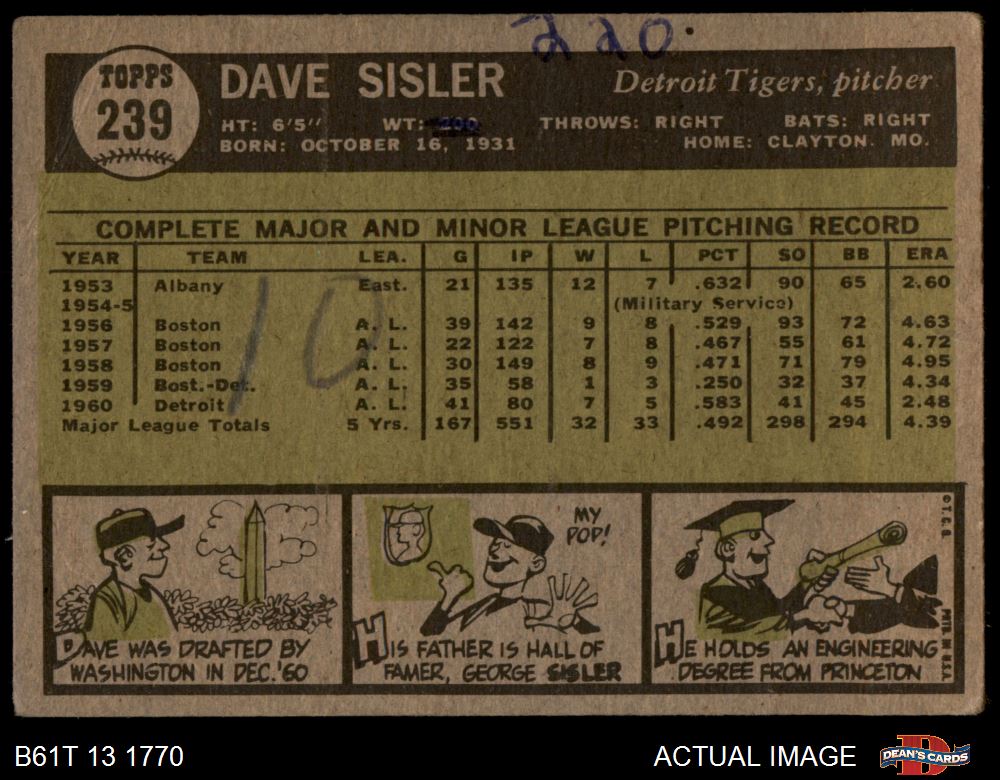 220.
TOPPS
239
DAVE SISLER
Detroit Tigers, pitcher
HT: 6'5" WT: THROWS: RIGHT BATS: RIGHT
BORN: OCTOBER 16, 1931 HOME: CLAYTON. MO.
COMPLETE MAJOR AND MINOR LEAGUE PITCHING RECORD
YEAR TEAM LEA. G IP W L PCT SO BB ERA
1953 Albany East. 21 135 12 7 .632 90 65 2.60
1954-5 (Military Service)
1956 Boston A. L. 39 142 9 8 .529 93 72 4.63
1957 Boston A. L. 22 122 7 8 .467 55 61 4.72
1958 Boston A. L. 30 149 8 9 .471 71 79 4.95
1959 Bost.-Det. A. L. 35 58 1 3 .250 32 37 4.34
1960 Detroit A. L. 41 80 7 5 .583 41 45 2.48
Major League Totals 5 Yrs. 167 551 32 33 .492 298 294 4.39
10
DAVE WAS DRAFTED BY
WASHINGTON IN DEC. '60
MY
POP!
HIS FATHER IS HALL OF
FAMER, GEORGE SISLER
HE HOLDS AN ENGINEERING
DEGREE FROM PRINCETON
© T. C. G.
PRTD. IN U.S.A.
B61T 13 1770
ACTUAL IMAGE
DEAN'S CARDS